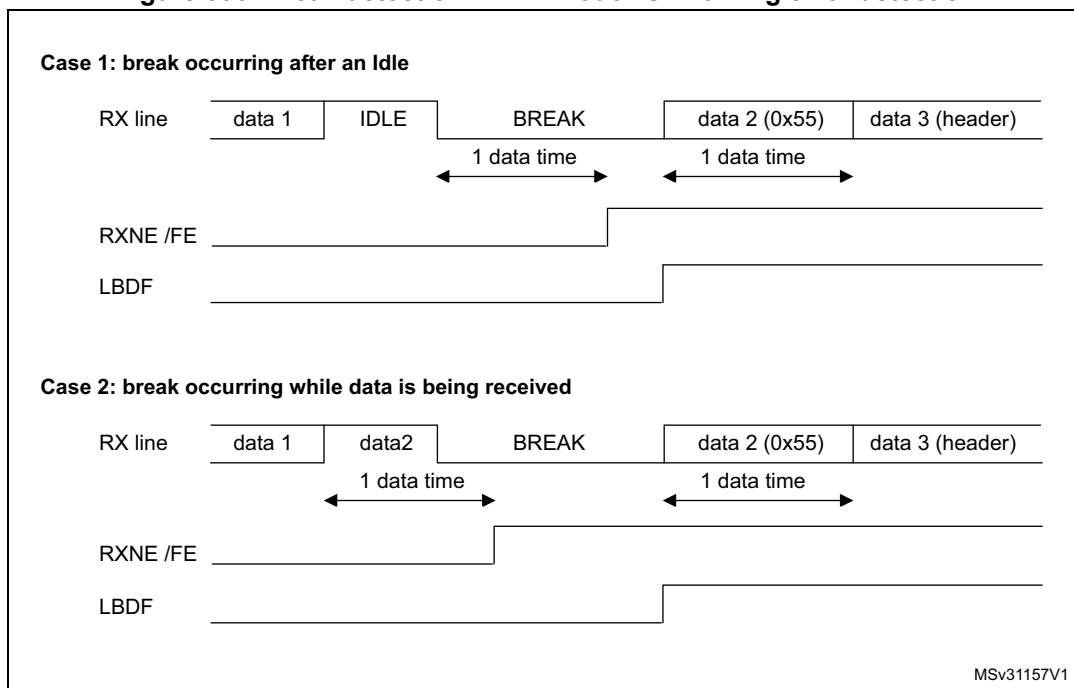 Case 1: break occurring after an Idle
RX line data 1 IDLE BREAK data 2 (0x55) data 3 (header)
1 data time 1 data time
RXNE /FE
LBDF
Case 2: break occurring while data is being received
RX line data 1 data2 BREAK data 2 (0x55) data 3 (header)
1 data time 1 data time
RXNE /FE
LBDF
MSv31157V1